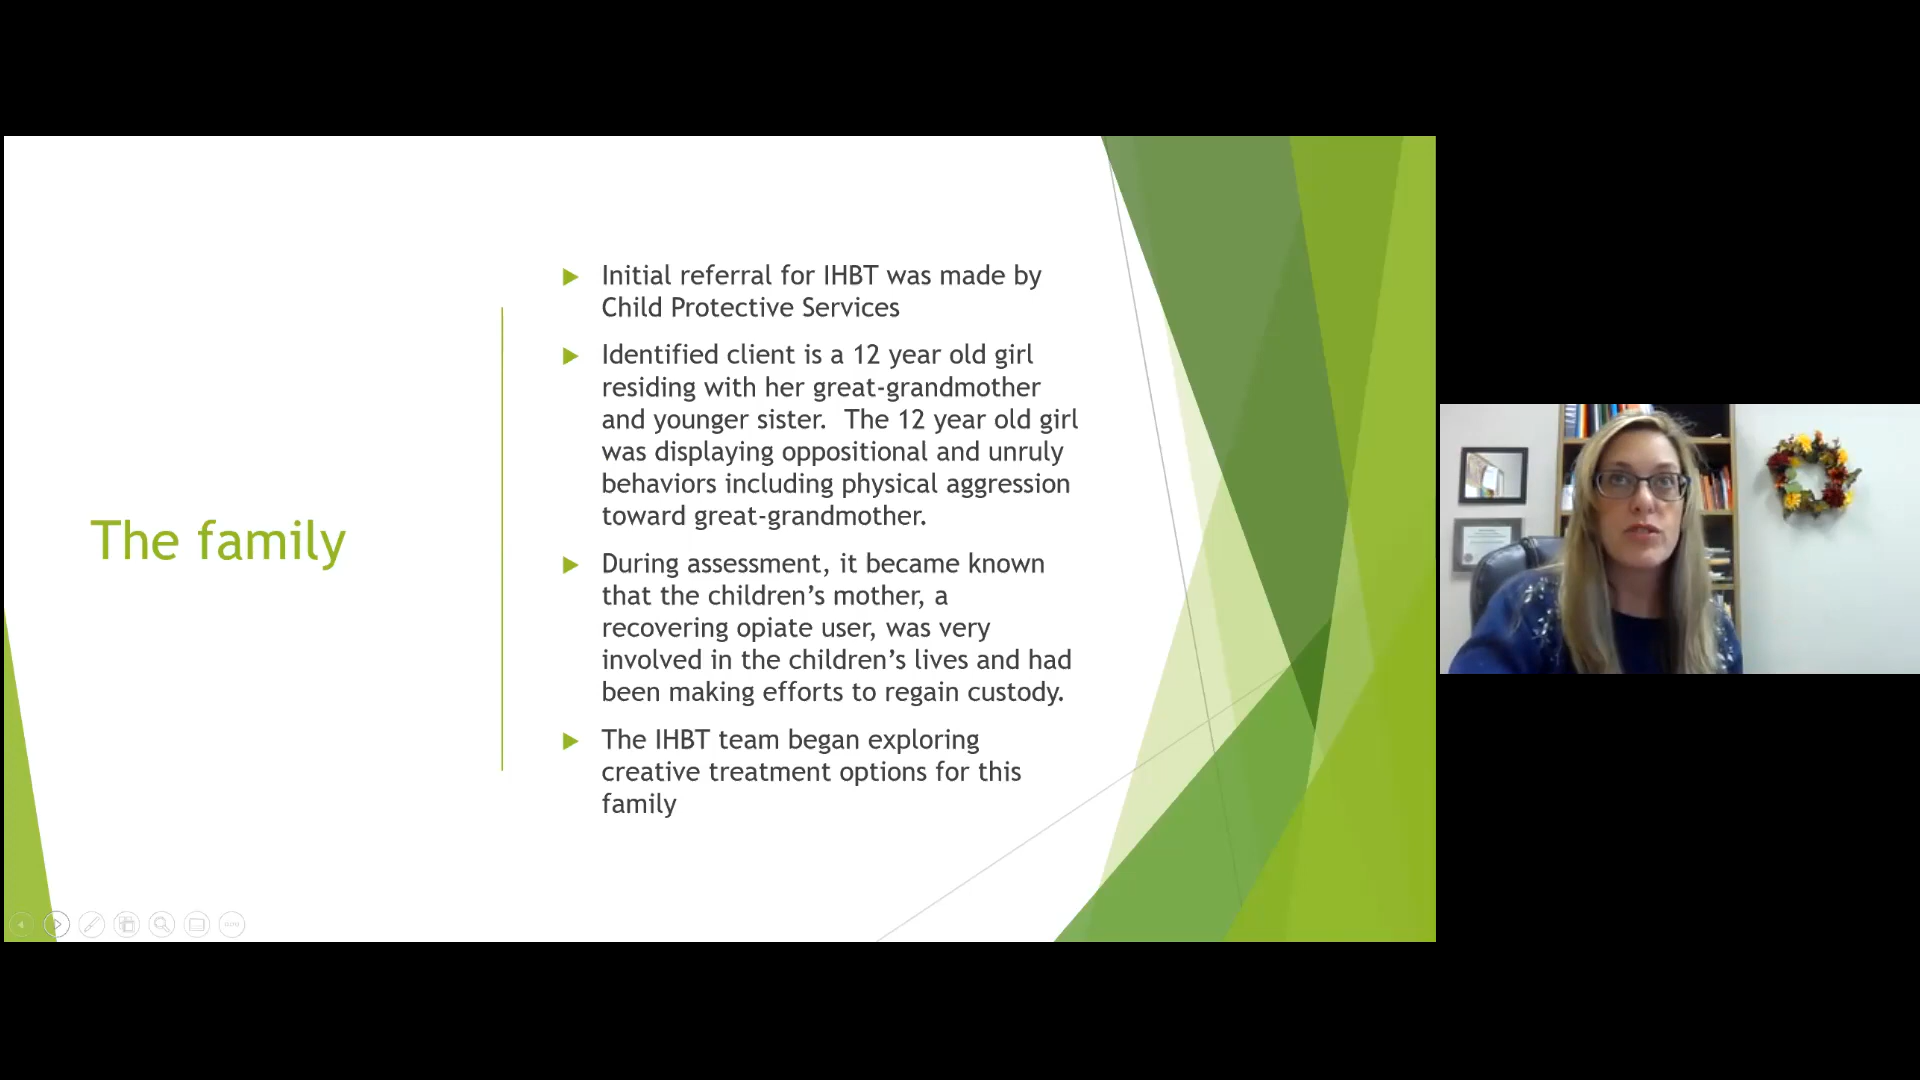 The family
Initial referral for IHBT was made by
Child Protective Services
Identified client is a 12 year old girl
residing with her great-grandmother
and younger sister.  The 12 year old girl
was displaying oppositional and unruly
behaviors including physical aggression
toward great-grandmother.
During assessment, it became known
that the children’s mother, a
recovering opiate user, was very
involved in the children’s lives and had
been making efforts to regain custody.
The IHBT team began exploring
creative treatment options for this
family